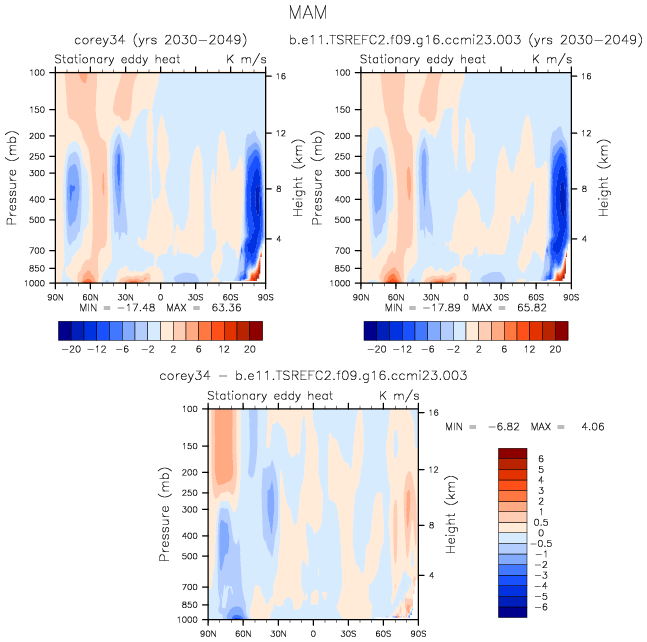 MAM
corey34 (yrs 2030-2049)
b.e11.TSREFC2.f09.g16.ccmi23.003 (yrs 2030-2049)
Stationary eddy heat K m/s
Stationary eddy heat K m/s
Pressure (mb)
100
150
200
250
300
400
500
700
850
1000
16
12
8
4
Height (km)
90N 60N 30N 0 30S 60S 90S
MIN = -17.48 MAX = 63.36
-20 -12 -6 -2 2 6 12 20
Pressure (mb)
100
150
200
250
300
400
500
700
850
1000
16
12
8
4
Height (km)
90N 60N 30N 0 30S 60S 90S
MIN = -17.89 MAX = 65.82
-20 -12 -6 -2 2 6 12 20
corey34 - b.e11.TSREFC2.f09.g16.ccmi23.003
Stationary eddy heat K m/s
Pressure (mb)
100
150
200
250
300
400
500
700
850
1000
16
12
8
4
Height (km)
90N 60N 30N 0 30S 60S 90S
MIN = -6.82 MAX = 4.06
6
5
4
3
2
1
0.5
0
-0.5
-1
-2
-3
-4
-5
-6